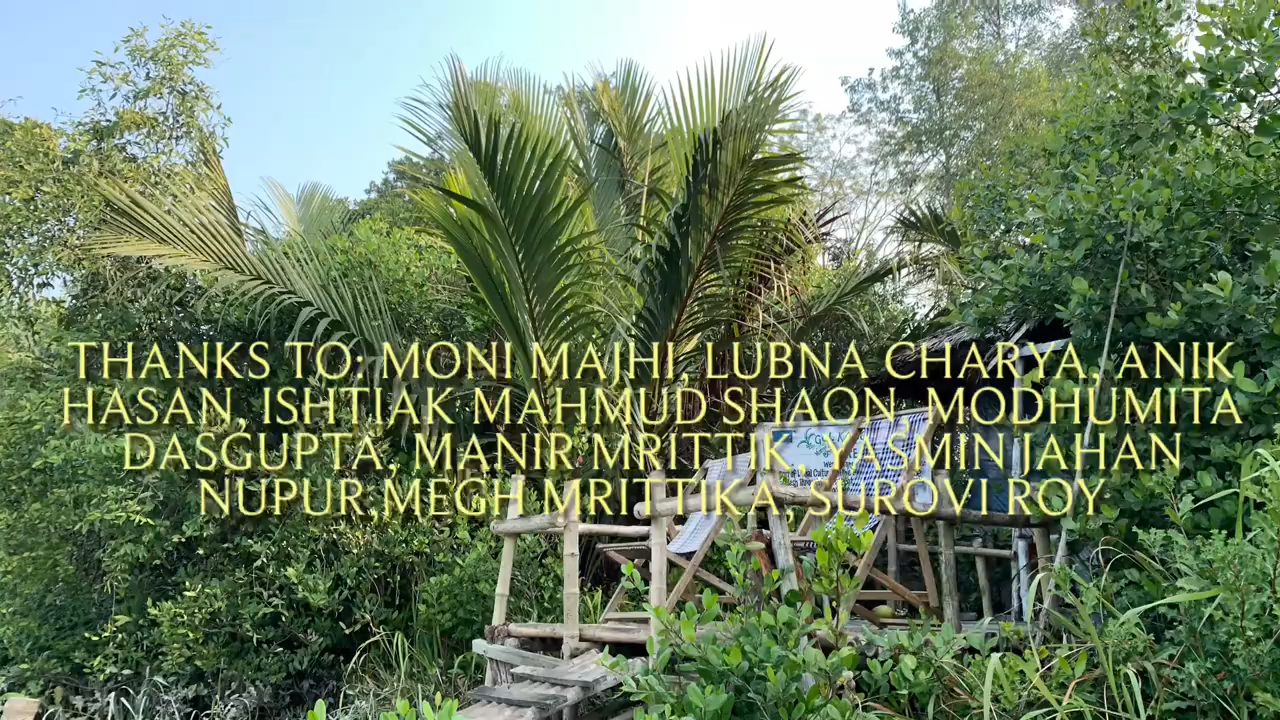 THANKS TO: MONI MAJHI, LUBNA CHARYA, ANIK
HASAN, ISHTIAK MAHMUD SHAON, MODHUMITA
DASGUPTA, MANIR MRITTIK, YASMIN JAHAN
NUPUR,MEGH MRITTIKA, SUROVI ROY